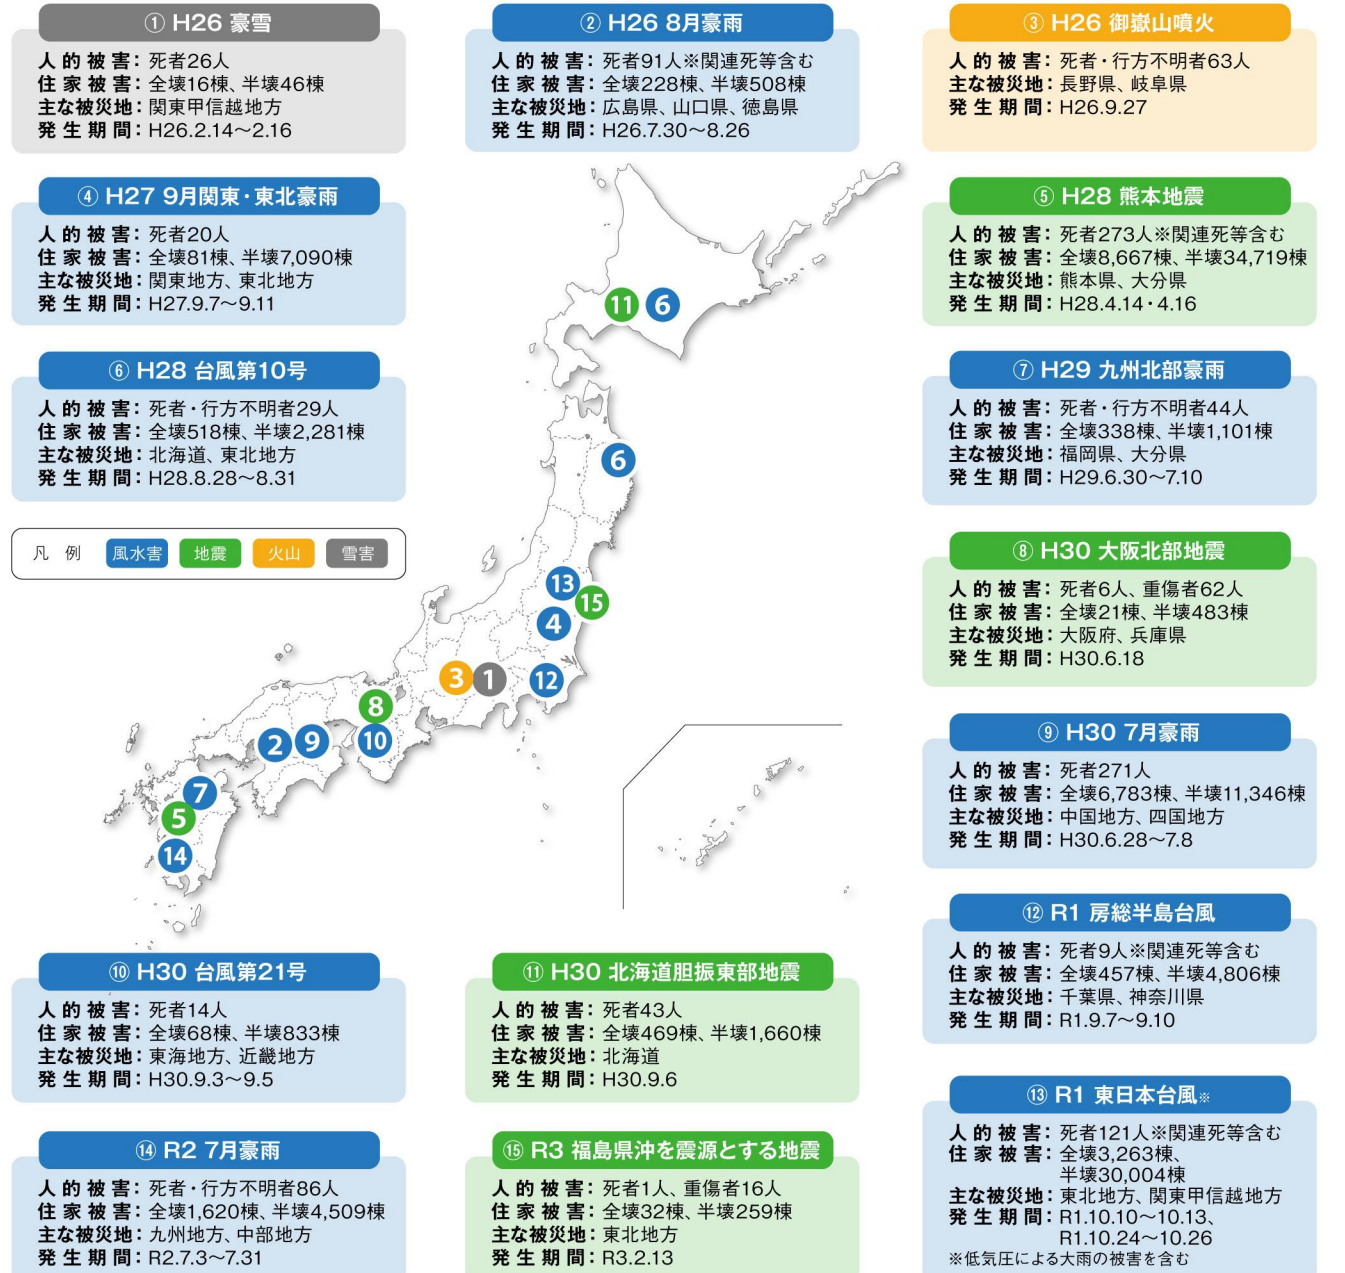 ① H26 豪雪
人的被害：死者26人
住家被害：全壊16棟、半壊46棟
主な被災地：関東甲信越地方
発生期間：H26.2.14～2.16
② H26 8月豪雨
人的被害：死者91人※関連死等含む
住家被害：全壊228棟、半壊508棟
主な被災地：広島県、山口県、徳島県
発生期間：H26.7.30～8.26
③ H26 御嶽山噴火
人的被害：死者・行方不明者63人
主な被災地：長野県、岐阜県
発生期間：H26.9.27
④ H27 9月関東・東北豪雨
人的被害：死者20人
住家被害：全壊81棟、半壊7,090棟
主な被災地：関東地方、東北地方
発生期間：H27.9.7～9.11
⑤ H28 熊本地震
人的被害：死者273人※関連死等含む
住家被害：全壊8,667棟、半壊34,719棟
主な被災地：熊本県、大分県
発生期間：H28.4.14・4.16
⑥ H28 台風第10号
人的被害：死者・行方不明者29人
住家被害：全壊518棟、半壊2,281棟
主な被災地：北海道、東北地方
発生期間：H28.8.28～8.31
⑦ H29 九州北部豪雨
人的被害：死者・行方不明者44人
住家被害：全壊338棟、半壊1,101棟
主な被災地：福岡県、大分県
発生期間：H29.6.30～7.10
凡例 風水害 地震 火山 雪害
⑧ H30 大阪北部地震
人的被害：死者6人、重傷者62人
住家被害：全壊21棟、半壊483棟
主な被災地：大阪府、兵庫県
発生期間：H30.6.18
11 6
6
13
15
4
3 1 12
8
2 9 10
7
5
14
⑨ H30 7月豪雨
人的被害：死者271人
住家被害：全壊6,783棟、半壊11,346棟
主な被災地：中国地方、四国地方
発生期間：H30.6.28～7.8
⑩ H30 台風第21号
人的被害：死者14人
住家被害：全壊68棟、半壊833棟
主な被災地：東海地方、近畿地方
発生期間：H30.9.3～9.5
⑪ H30 北海道胆振東部地震
人的被害：死者43人
住家被害：全壊469棟、半壊1,660棟
主な被災地：北海道
発生期間：H30.9.6
⑫ R1 房総半島台風
人的被害：死者9人※関連死等含む
住家被害：全壊457棟、半壊4,806棟
主な被災地：千葉県、神奈川県
発生期間：R1.9.7～9.10
⑬ R1 東日本台風※
人的被害：死者121人※関連死等含む
住家被害：全壊3,263棟、
半壊30,004棟
主な被災地：東北地方、関東甲信越地方
発生期間：R1.10.10～10.13、
R1.10.24～10.26
※低気圧による大雨の被害を含む
⑭ R2 7月豪雨
人的被害：死者・行方不明者86人
住家被害：全壊1,620棟、半壊4,509棟
主な被災地：九州地方、中部地方
発生期間：R2.7.3～7.31
⑮ R3 福島県沖を震源とする地震
人的被害：死者1人、重傷者16人
住家被害：全壊32棟、半壊259棟
主な被災地：東北地方
発生期間：R3.2.13